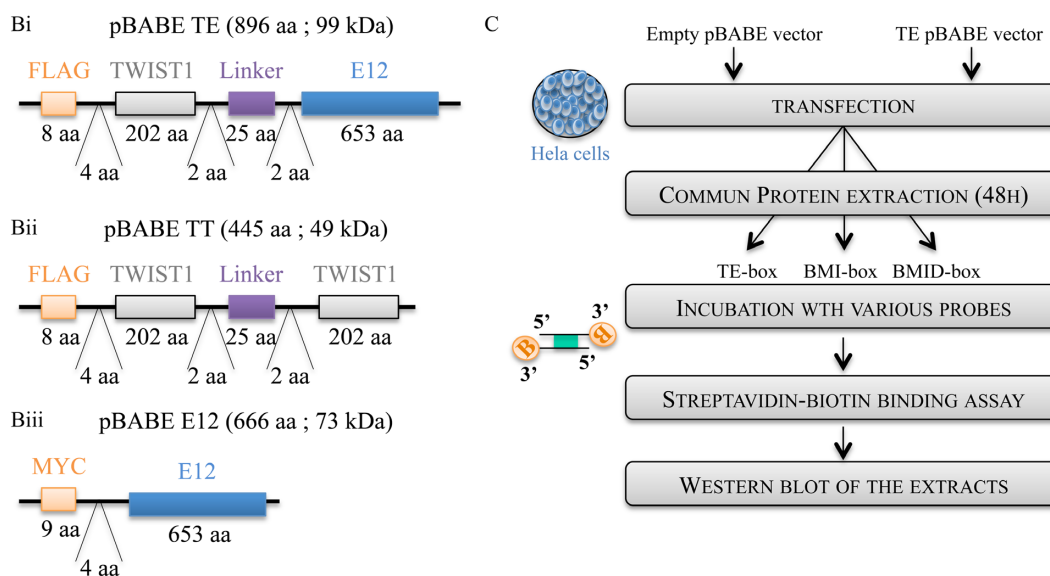 Bi
pBABE TE (896 aa ; 99 kDa)
FLAG TWIST1 Linker E12
8 aa 202 aa 25 aa 653 aa
4 aa 2 aa 2 aa
Bii
pBABE TT (445 aa ; 49 kDa)
FLAG TWIST1 Linker TWIST1
8 aa 202 aa 25 aa 202 aa
4 aa 2 aa 2 aa
Biii
pBABE E12 (666 aa ; 73 kDa)
MYC E12
9 aa 653 aa
4 aa
C
Empty pBABE vector TE pBABE vector
TRANSFECTION
Hela cells
COMMUN PROTEIN EXTRACTION (48H)
TE-box BMI-box BMID-box
INCUBATION WTH VARIOUS PROBES
5’ 3’
B B
3’ 5’
STREPTAVIDIN-BIOTIN BINDING ASSAY
WESTERN BLOT OF THE EXTRACTS